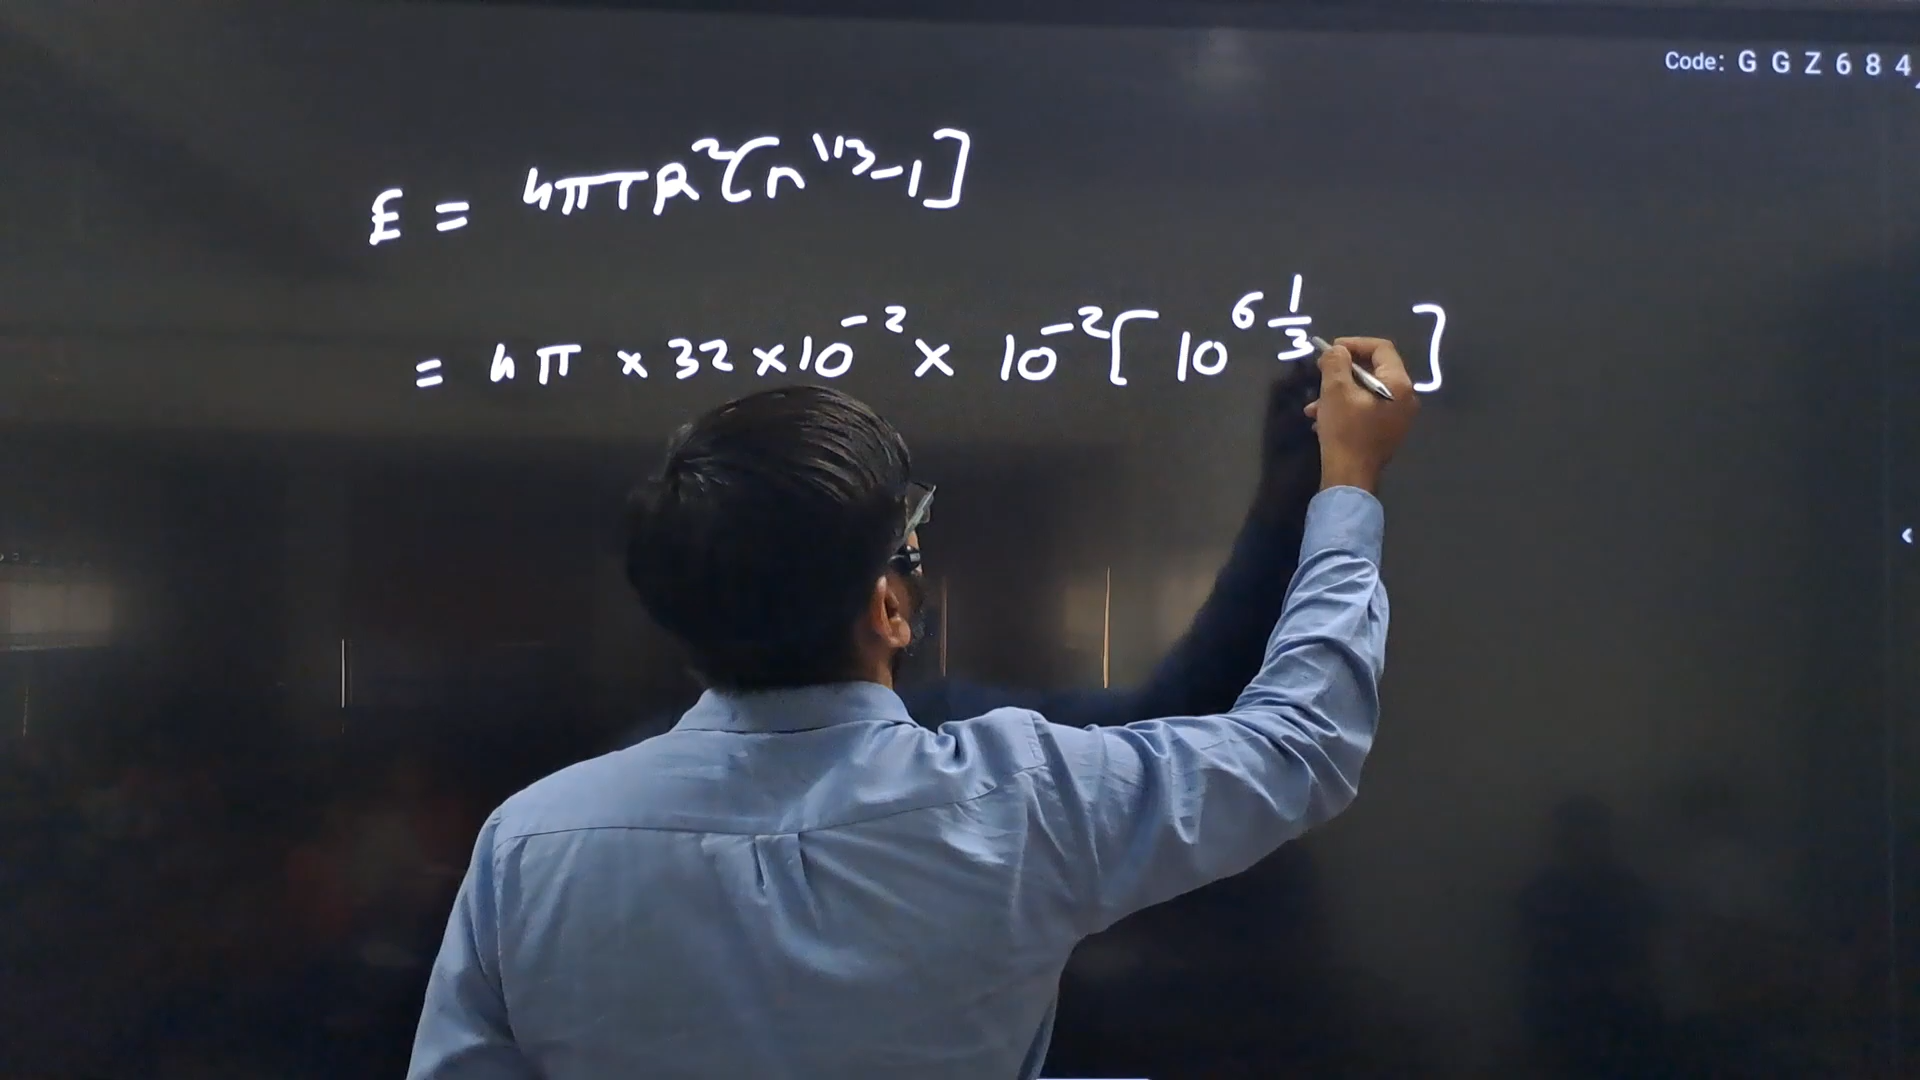 Code: G G Z 6 8 4
E = 4πTR²[n^1/3 - 1]
= 4π × 32 × 10⁻² × 10⁻² [ 10^6 1/3 ]